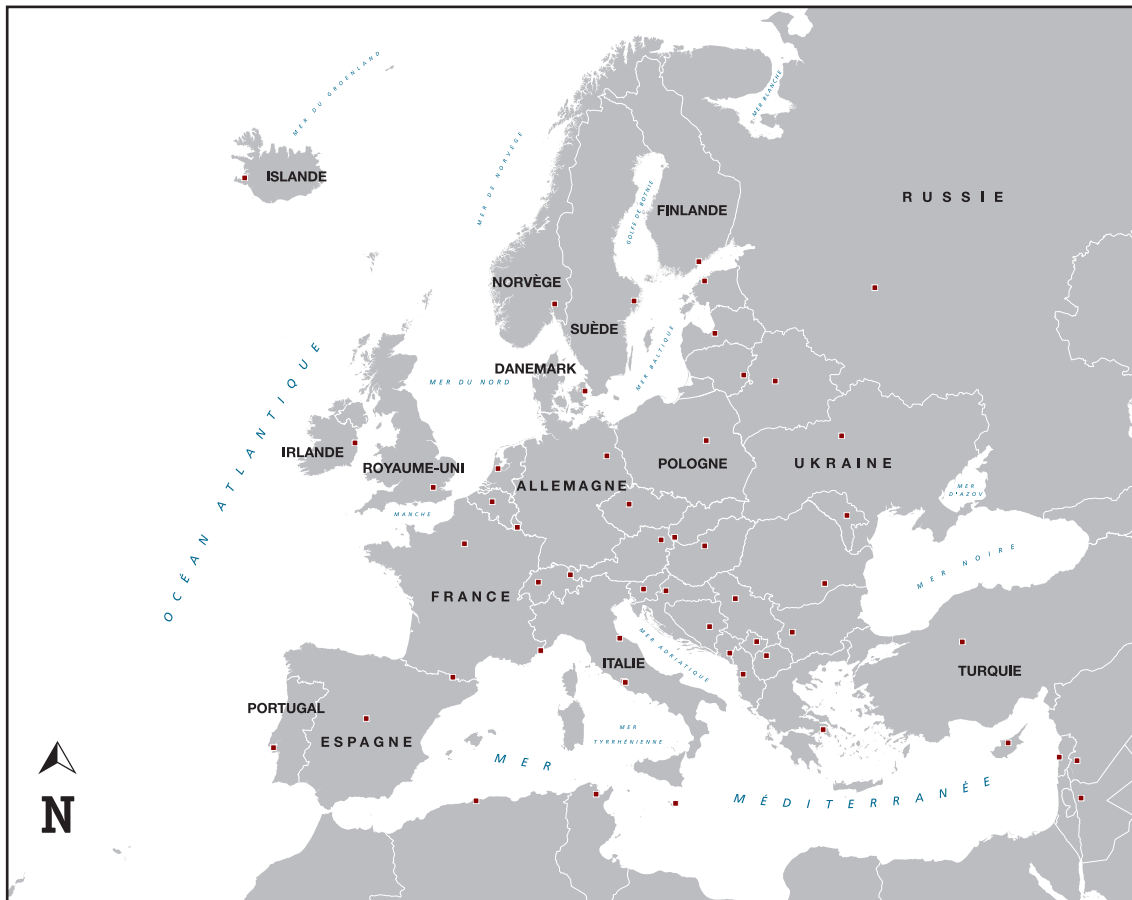 MER DU GROENLAND
MER BLANCHE
ISLANDE
MER DE NORVÈGE
RUSSIE
GOLFE DE BOTNIE
FINLANDE
NORVÈGE
SUÈDE
MER BALTIQUE
DANEMARK
MER DU NORD
OCÉAN ATLANTIQUE
IRLANDE
ROYAUME-UNI
POLOGNE
UKRAINE
ALLEMAGNE
MER
D'AZOV
MANCHE
MER NOIRE
FRANCE
MER ADRIATIQUE
ITALIE
TURQUIE
PORTUGAL
ESPAGNE
MER
TYRRHÉNIENNE
MER
MÉDITERRANÉE
N